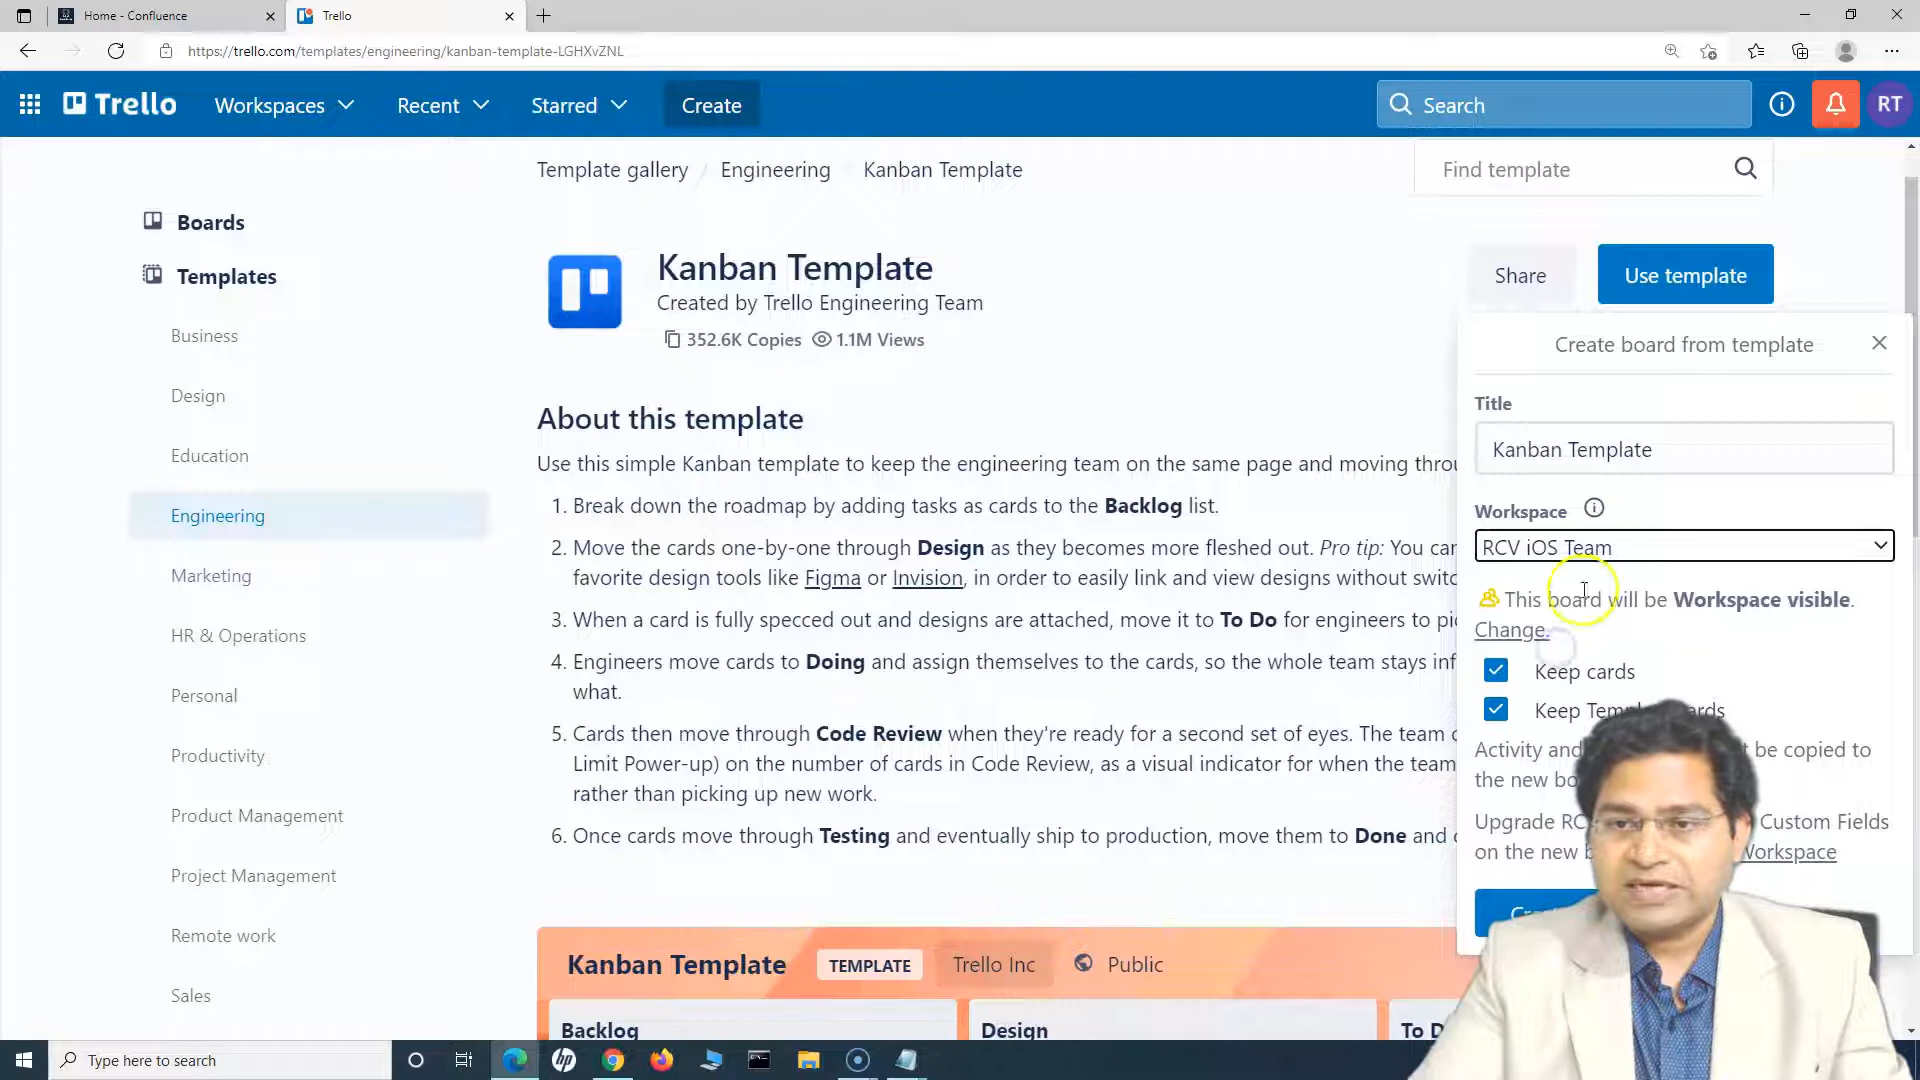 Home - Confluence
Trello
https://trello.com/templates/engineering/kanban-template-LGHXvZNL
Trello
Workspaces
Recent
Starred
Create
Search
RT
Template gallery / Engineering Kanban Template
Find template
Boards
Templates
Business
Design
Education
Engineering
Marketing
HR & Operations
Personal
Productivity
Product Management
Project Management
Remote work
Sales
Kanban Template
Created by Trello Engineering Team
352.6K Copies 1.1M Views
Share
Use template
About this template
Use this simple Kanban template to keep the engineering team on the same page and moving
1. Break down the roadmap by adding tasks as cards to the Backlog list.
2. Move the cards one-by-one through Design as they become more fleshed out. Pro tip: You
favorite design tools like Figma or Invision, in order to easily link and view designs without
3. When a card is fully specced out and designs are attached, move it to To Do for engineers to
4. Engineers move cards to Doing and assign themselves to the cards, so the whole team stays
what.
5. Cards then move through Code Review when they're ready for a second set of eyes. The team
Limit Power-up) on the number of cards in Code Review, as a visual indicator for when the team
rather than picking up new work.
6. Once cards move through Testing and eventually ship to production, move them to Done and
Kanban Template
TEMPLATE
Trello Inc
Public
Backlog
Design
Create board from template
Title
Kanban Template
Workspace
RCV iOS Team
This board will be Workspace visible.
Change.
Keep cards
Keep
Activity and be copied to
the new
Upgrade Custom Fields
on the new Workspace
Type here to search
hp